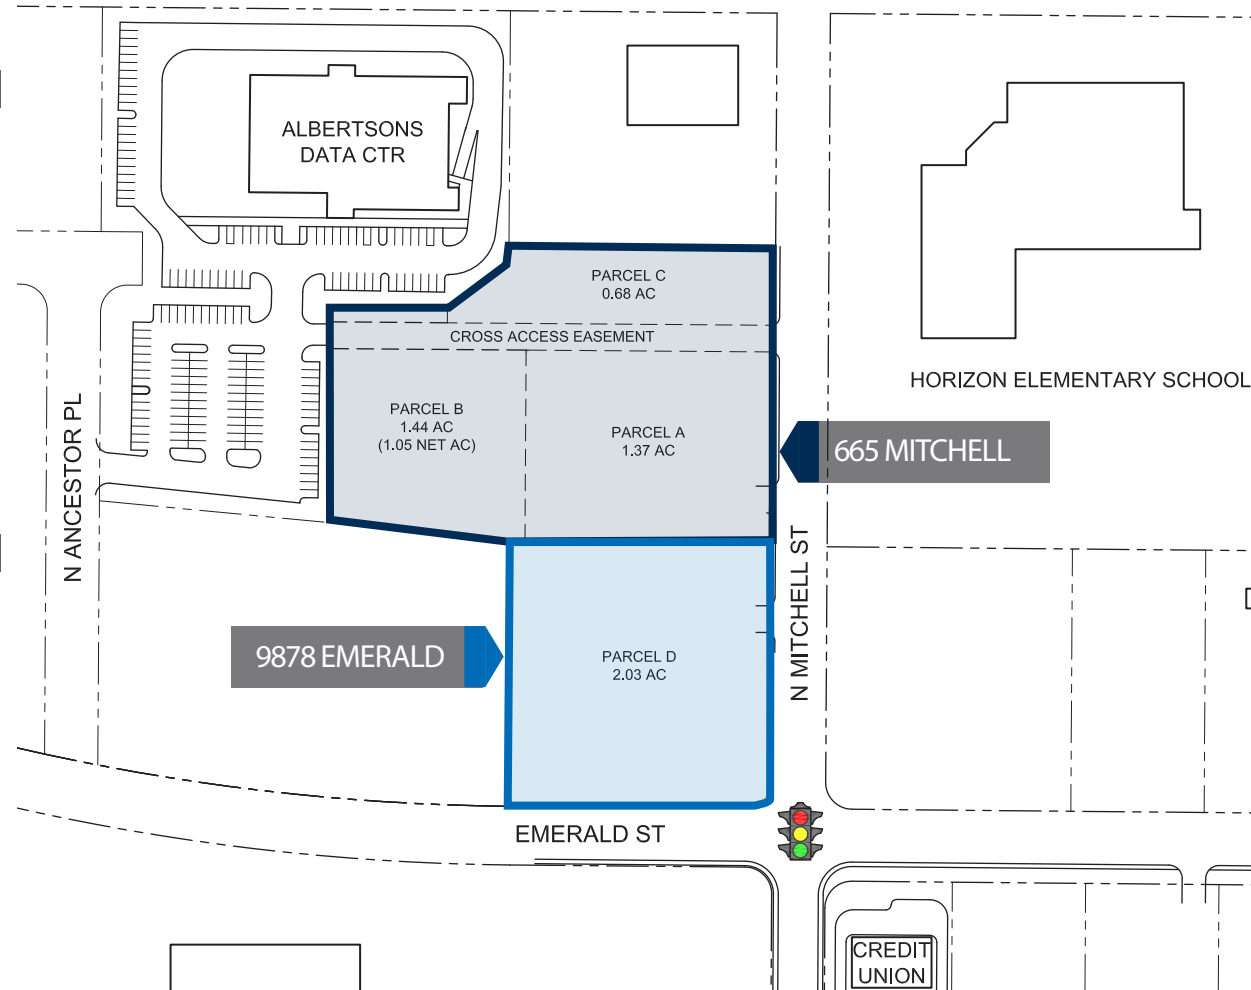 ALBERTSONS
DATA CTR
PARCEL C
0.68 AC
CROSS ACCESS EASEMENT
HORIZON ELEMENTARY SCHOOL
PARCEL B
1.44 AC
(1.05 NET AC)
PARCEL A
1.37 AC
665 MITCHELL
N ANCESTOR PL
N MITCHELL ST
9878 EMERALD
PARCEL D
2.03 AC
EMERALD ST
CREDIT
UNION